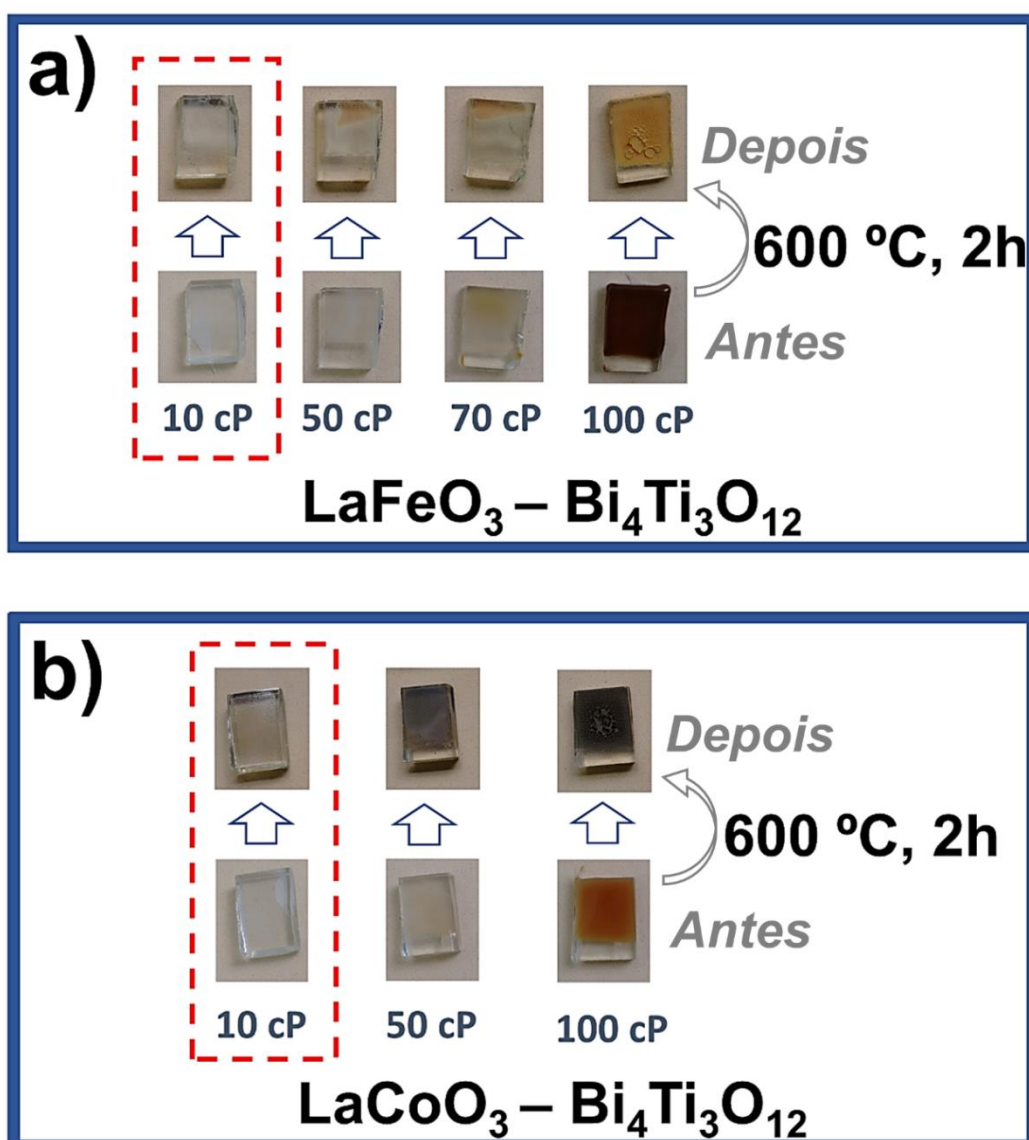 a)
Depois
600 ºC, 2h
Antes
10 cP 50 cP 70 cP 100 cP
LaFeO₃ – Bi₄Ti₃O₁₂
b)
Depois
600 ºC, 2h
Antes
10 cP 50 cP 100 cP
LaCoO₃ – Bi₄Ti₃O₁₂